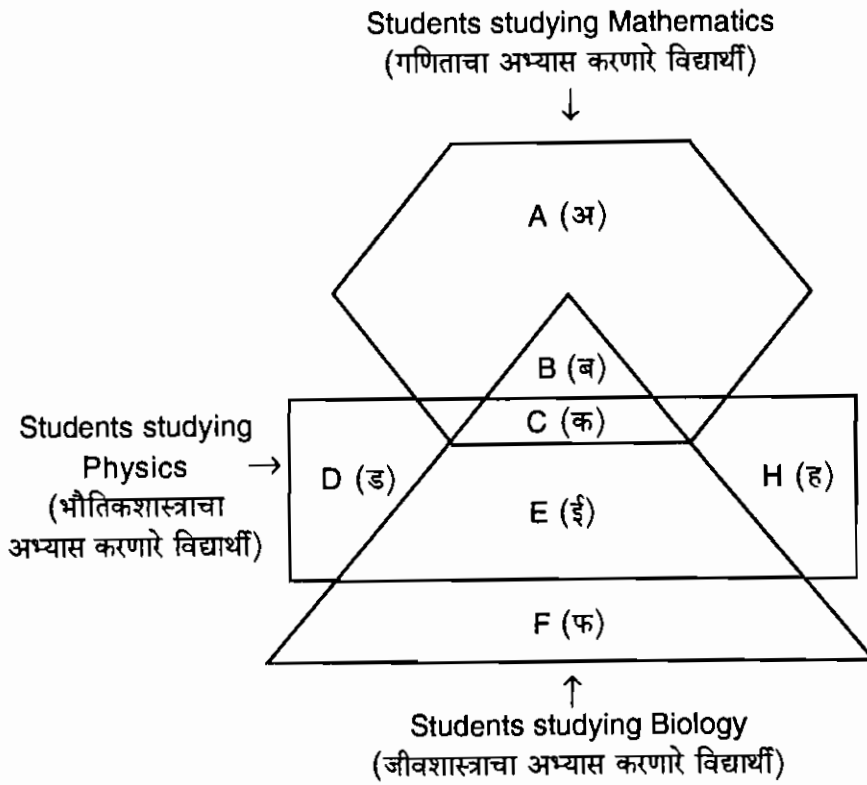 Students studying Mathematics
(गणिताचा अभ्यास करणारे विद्यार्थी)
A (अ)
B (ब)
C (क)
Students studying
Physics
(भौतिकशास्त्राचा
अभ्यास करणारे विद्यार्थी)
D (ड)
E (ई)
H (ह)
F (फ)
Students studying Biology
(जीवशास्त्राचा अभ्यास करणारे विद्यार्थी)